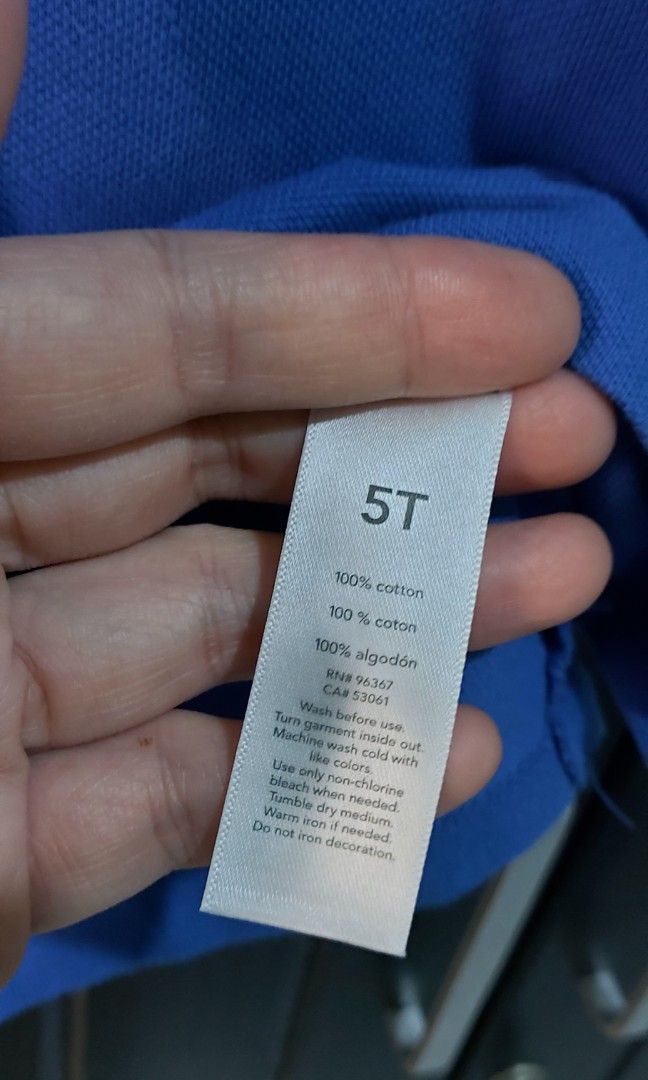 5T
100% cotton
100 % coton
100% algodón
RN# 96367
CA# 53061
Wash before use.
Turn garment inside out.
Machine wash cold with
like colors.
Use only non-chlorine
bleach when needed.
Tumble dry medium.
Warm iron if needed.
Do not iron decoration.